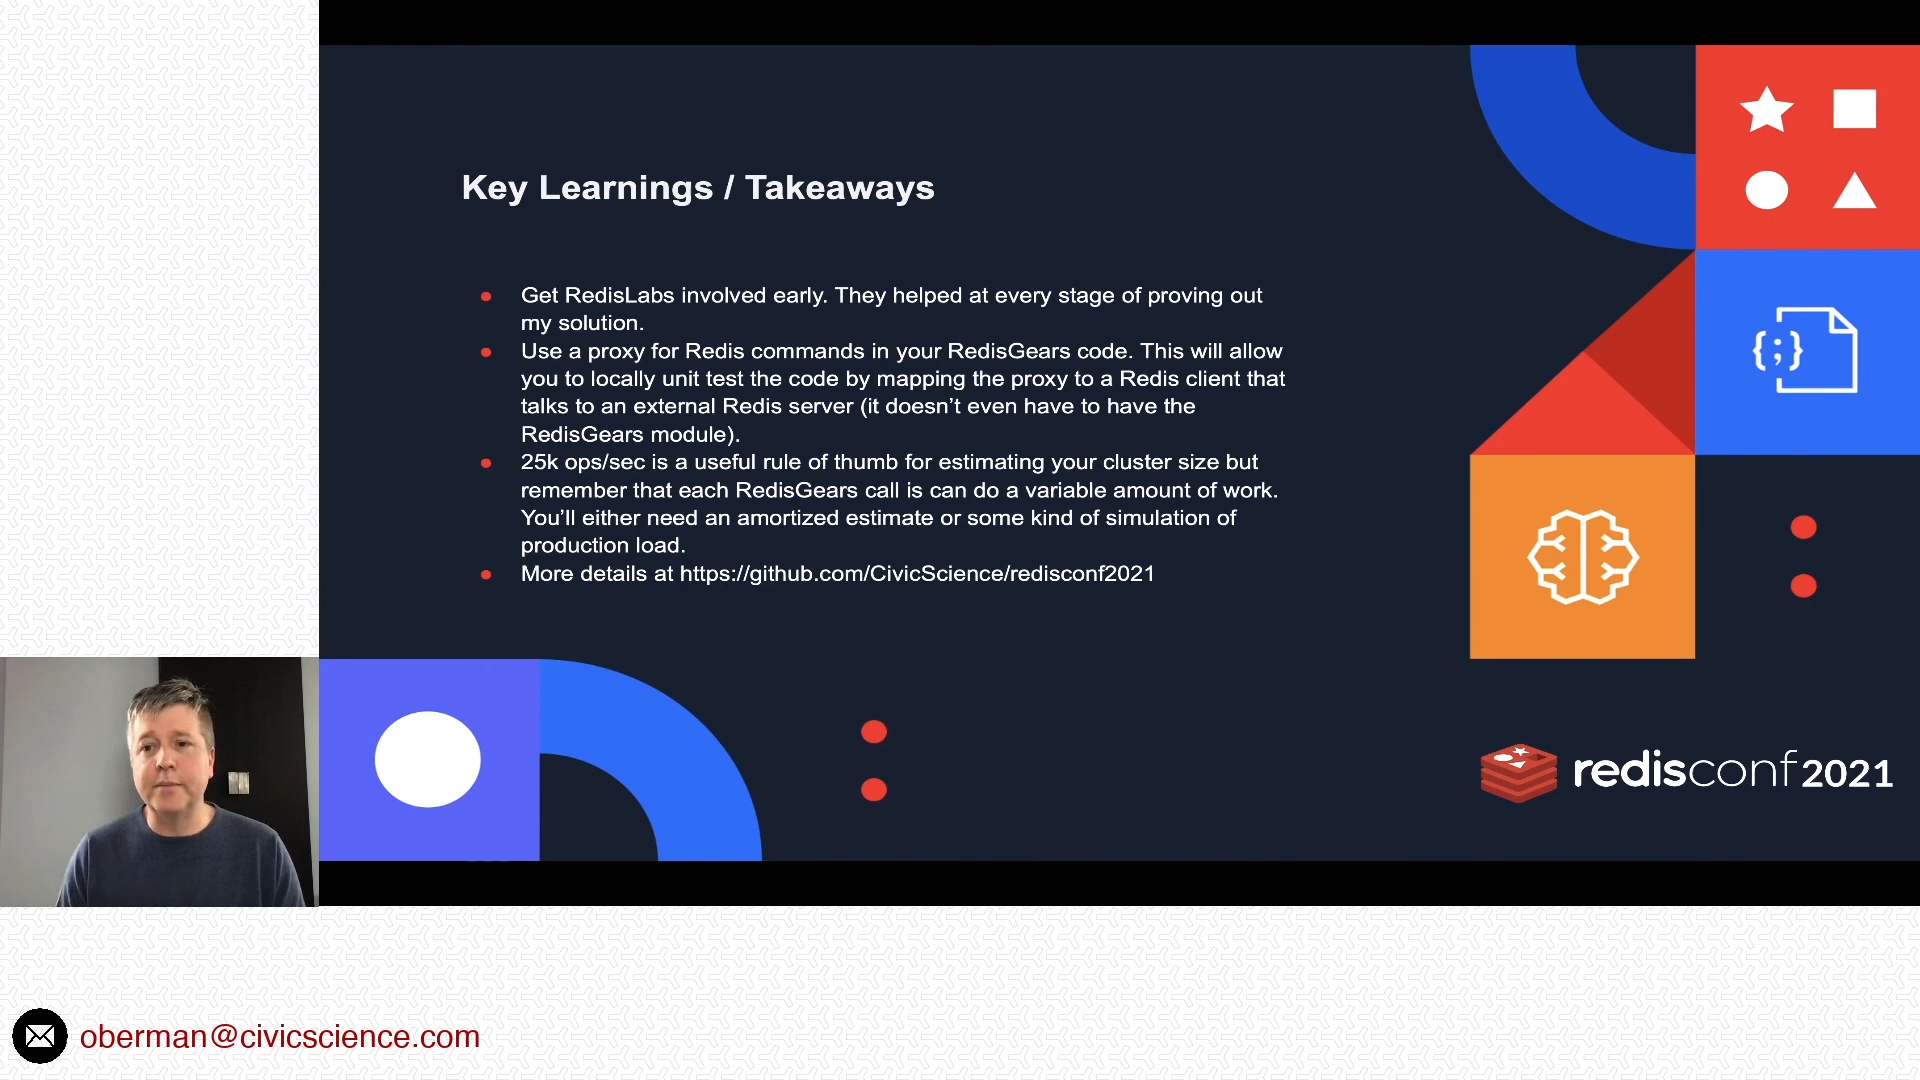 Key Learnings / Takeaways
Get RedisLabs involved early. They helped at every stage of proving out
my solution.
Use a proxy for Redis commands in your RedisGears code. This will allow
you to locally unit test the code by mapping the proxy to a Redis client that
talks to an external Redis server (it doesn’t even have to have the
RedisGears module).
25k ops/sec is a useful rule of thumb for estimating your cluster size but
remember that each RedisGears call is can do a variable amount of work.
You’ll either need an amortized estimate or some kind of simulation of
production load.
More details at https://github.com/CivicScience/redisconf2021
{;}
redisconf2021
oberman@civicscience.com